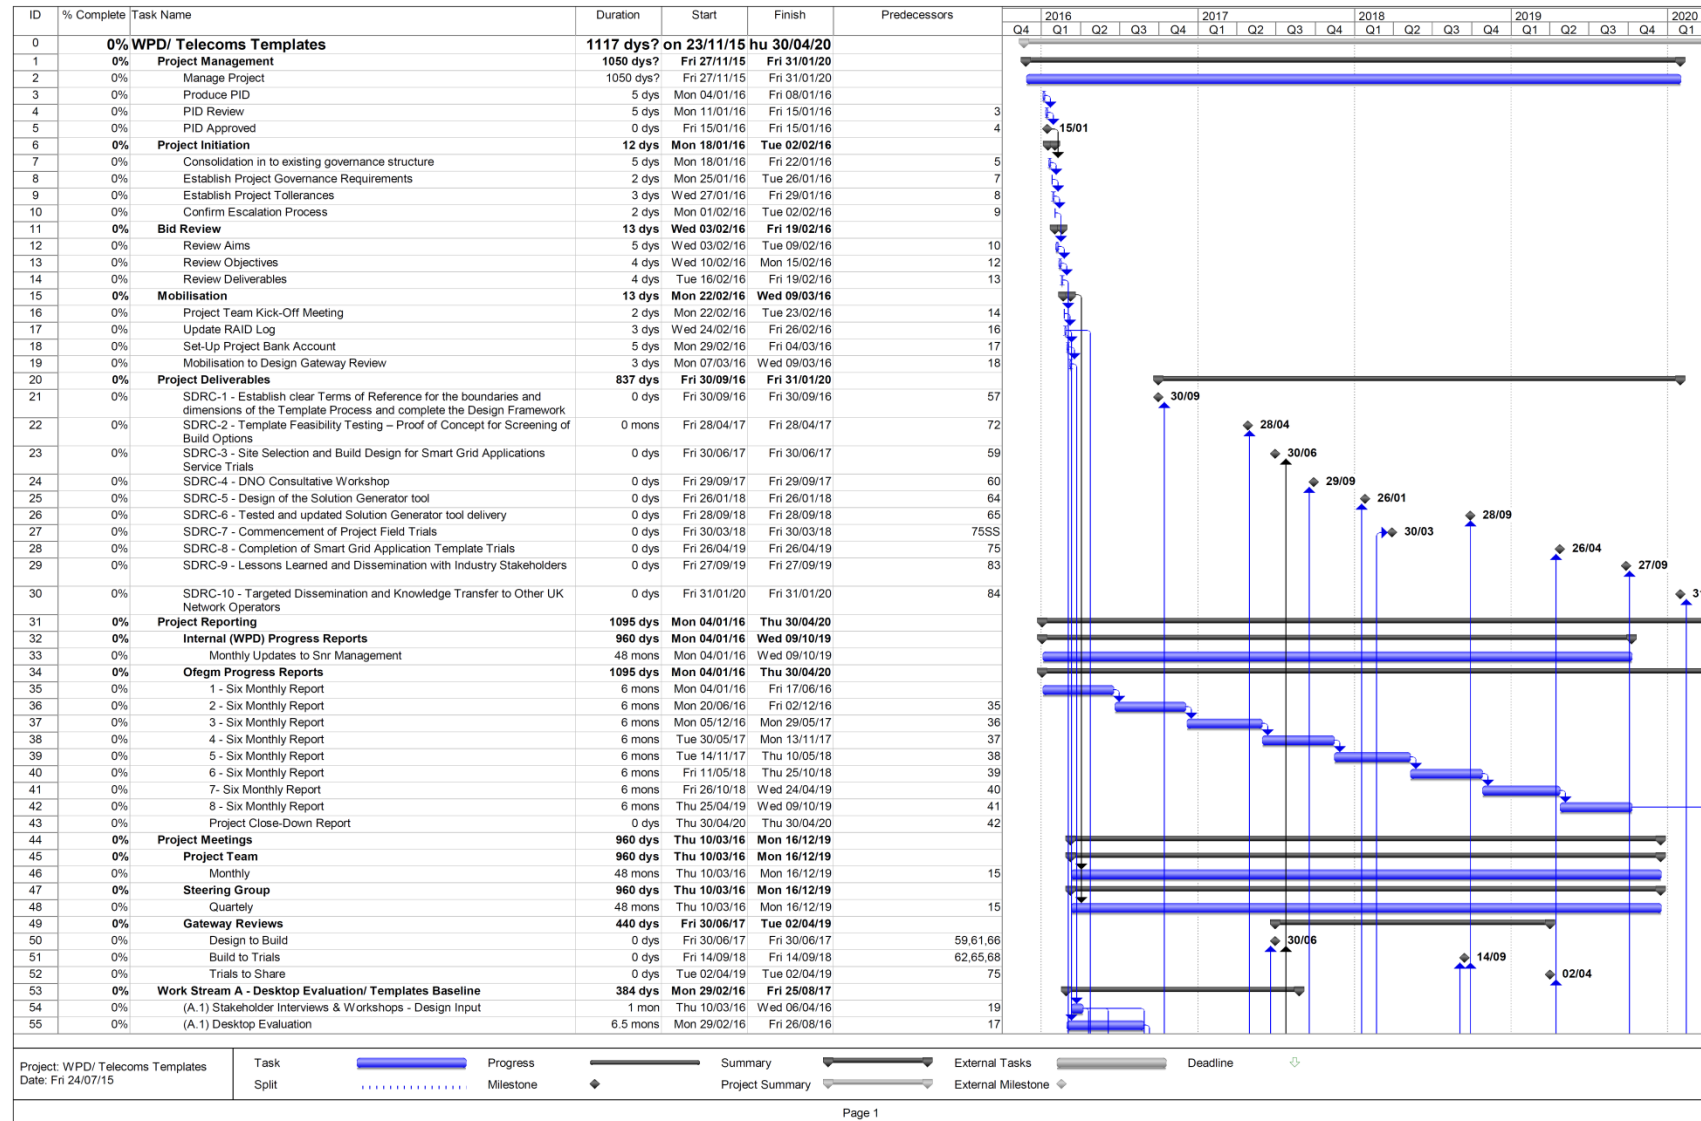 ID % Complete Task Name Duration Start Finish Predecessors
2016 2017 2018 2019 2020
Q4 Q1 Q2 Q3 Q4 Q1 Q2 Q3 Q4 Q1 Q2 Q3 Q4 Q1 Q2 Q3 Q4 Q1
0 0% WPD/ Telecoms Templates 1117 dys? on 23/11/15 hu 30/04/20
1 0% Project Management 1050 dys? Fri 27/11/15 Fri 31/01/20
2 0% Manage Project 1050 dys? Fri 27/11/15 Fri 31/01/20
3 0% Produce PID 5 dys Mon 04/01/16 Fri 08/01/16
4 0% PID Review 5 dys Mon 11/01/16 Fri 15/01/16 3
5 0% PID Approved 0 dys Fri 15/01/16 Fri 15/01/16 4 15/01
6 0% Project Initiation 12 dys Mon 18/01/16 Tue 02/02/16
7 0% Consolidation in to existing governance structure 5 dys Mon 18/01/16 Fri 22/01/16 5
8 0% Establish Project Governance Requirements 2 dys Mon 25/01/16 Tue 26/01/16 7
9 0% Establish Project Tollerances 3 dys Wed 27/01/16 Fri 29/01/16 8
10 0% Confirm Escalation Process 2 dys Mon 01/02/16 Tue 02/02/16 9
11 0% Bid Review 13 dys Wed 03/02/16 Fri 19/02/16
12 0% Review Aims 5 dys Wed 03/02/16 Tue 09/02/16 10
13 0% Review Objectives 4 dys Wed 10/02/16 Mon 15/02/16 12
14 0% Review Deliverables 4 dys Tue 16/02/16 Fri 19/02/16 13
15 0% Mobilisation 13 dys Mon 22/02/16 Wed 09/03/16
16 0% Project Team Kick-Off Meeting 2 dys Mon 22/02/16 Tue 23/02/16 14
17 0% Update RAID Log 3 dys Wed 24/02/16 Fri 26/02/16 16
18 0% Set-Up Project Bank Account 5 dys Mon 29/02/16 Fri 04/03/16 17
19 0% Mobilisation to Design Gateway Review 3 dys Mon 07/03/16 Wed 09/03/16 18
20 0% Project Deliverables 837 dys Fri 30/09/16 Fri 31/01/20
21 0% SDRC-1 - Establish clear Terms of Reference for the boundaries and 0 dys Fri 30/09/16 Fri 30/09/16 57 30/09
dimensions of the Template Process and complete the Design Framework
22 0% SDRC-2 - Template Feasibility Testing – Proof of Concept for Screening of 0 mons Fri 28/04/17 Fri 28/04/17 72 28/04
Build Options
23 0% SDRC-3 - Site Selection and Build Design for Smart Grid Applications 0 dys Fri 30/06/17 Fri 30/06/17 59 30/06
Service Trials
24 0% SDRC-4 - DNO Consultative Workshop 0 dys Fri 29/09/17 Fri 29/09/17 60 29/09
25 0% SDRC-5 - Design of the Solution Generator tool 0 dys Fri 26/01/18 Fri 26/01/18 64 26/01
26 0% SDRC-6 - Tested and updated Solution Generator tool delivery 0 dys Fri 28/09/18 Fri 28/09/18 65 28/09
27 0% SDRC-7 - Commencement of Project Field Trials 0 dys Fri 30/03/18 Fri 30/03/18 75SS 30/03
28 0% SDRC-8 - Completion of Smart Grid Application Template Trials 0 dys Fri 26/04/19 Fri 26/04/19 75 26/04
29 0% SDRC-9 - Lessons Learned and Dissemination with Industry Stakeholders 0 dys Fri 27/09/19 Fri 27/09/19 83 27/09
30 0% SDRC-10 - Targeted Dissemination and Knowledge Transfer to Other UK 0 dys Fri 31/01/20 Fri 31/01/20 84 31
Network Operators
31 0% Project Reporting 1095 dys Mon 04/01/16 Thu 30/04/20
32 0% Internal (WPD) Progress Reports 960 dys Mon 04/01/16 Wed 09/10/19
33 0% Monthly Updates to Snr Management 48 mons Mon 04/01/16 Wed 09/10/19
34 0% Ofegm Progress Reports 1095 dys Mon 04/01/16 Thu 30/04/20
35 0% 1 - Six Monthly Report 6 mons Mon 04/01/16 Fri 17/06/16
36 0% 2 - Six Monthly Report 6 mons Mon 20/06/16 Fri 02/12/16 35
37 0% 3 - Six Monthly Report 6 mons Mon 05/12/16 Mon 29/05/17 36
38 0% 4 - Six Monthly Report 6 mons Tue 30/05/17 Mon 13/11/17 37
39 0% 5 - Six Monthly Report 6 mons Tue 14/11/17 Thu 10/05/18 38
40 0% 6 - Six Monthly Report 6 mons Fri 11/05/18 Thu 25/10/18 39
41 0% 7- Six Monthly Report 6 mons Fri 26/10/18 Wed 24/04/19 40
42 0% 8 - Six Monthly Report 6 mons Thu 25/04/19 Wed 09/10/19 41
43 0% Project Close-Down Report 0 dys Thu 30/04/20 Thu 30/04/20 42
44 0% Project Meetings 960 dys Thu 10/03/16 Mon 16/12/19
45 0% Project Team 960 dys Thu 10/03/16 Mon 16/12/19
46 0% Monthly 48 mons Thu 10/03/16 Mon 16/12/19 15
47 0% Steering Group 960 dys Thu 10/03/16 Mon 16/12/19
48 0% Quartely 48 mons Thu 10/03/16 Mon 16/12/19 15
49 0% Gateway Reviews 440 dys Fri 30/06/17 Tue 02/04/19
50 0% Design to Build 0 dys Fri 30/06/17 Fri 30/06/17 59,61,66 30/06
51 0% Build to Trials 0 dys Fri 14/09/18 Fri 14/09/18 62,65,68 14/09
52 0% Trials to Share 0 dys Tue 02/04/19 Tue 02/04/19 75 02/04
53 0% Work Stream A - Desktop Evaluation/ Templates Baseline 384 dys Mon 29/02/16 Fri 25/08/17
54 0% (A.1) Stakeholder Interviews & Workshops - Design Input 1 mon Thu 10/03/16 Wed 06/04/16 19
55 0% (A.1) Desktop Evaluation 6.5 mons Mon 29/02/16 Fri 26/08/16 17
Project: WPD/ Telecoms Templates
Date: Fri 24/07/15
Task Progress Summary External Tasks Deadline
Split Milestone Project Summary External Milestone
Page 1